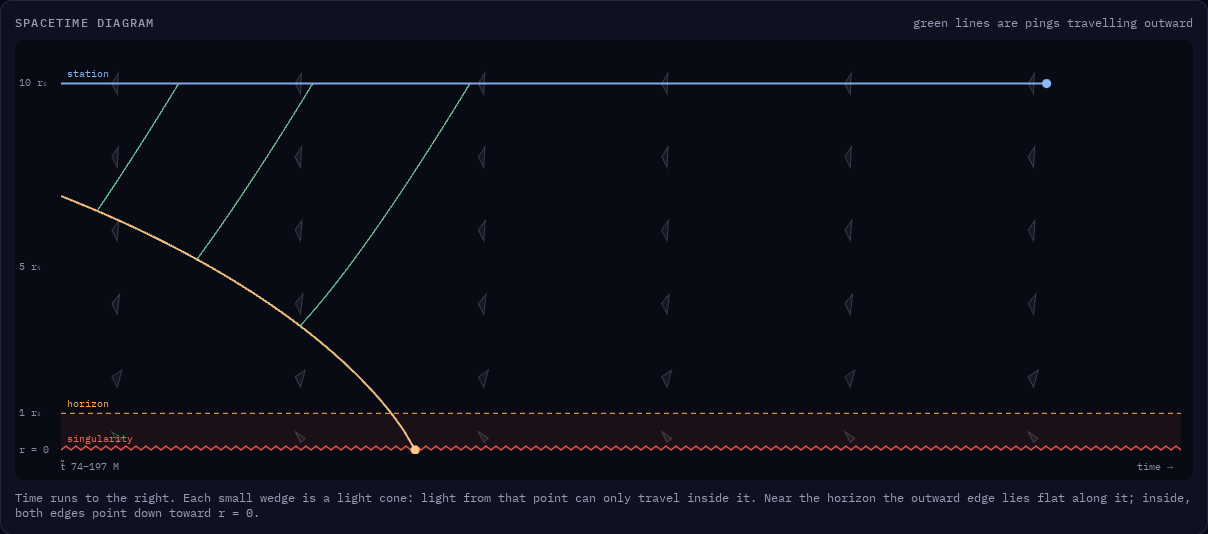 SPACETIME DIAGRAM
green lines are pings travelling outward
station
10 rₛ
5 rₛ
horizon
1 rₛ
singularity
r = 0
t 74–197 M
time →
Time runs to the right. Each small wedge is a light cone: light from that point can only travel inside it. Near the horizon the outward edge lies flat along it; inside,
both edges point down toward r = 0.